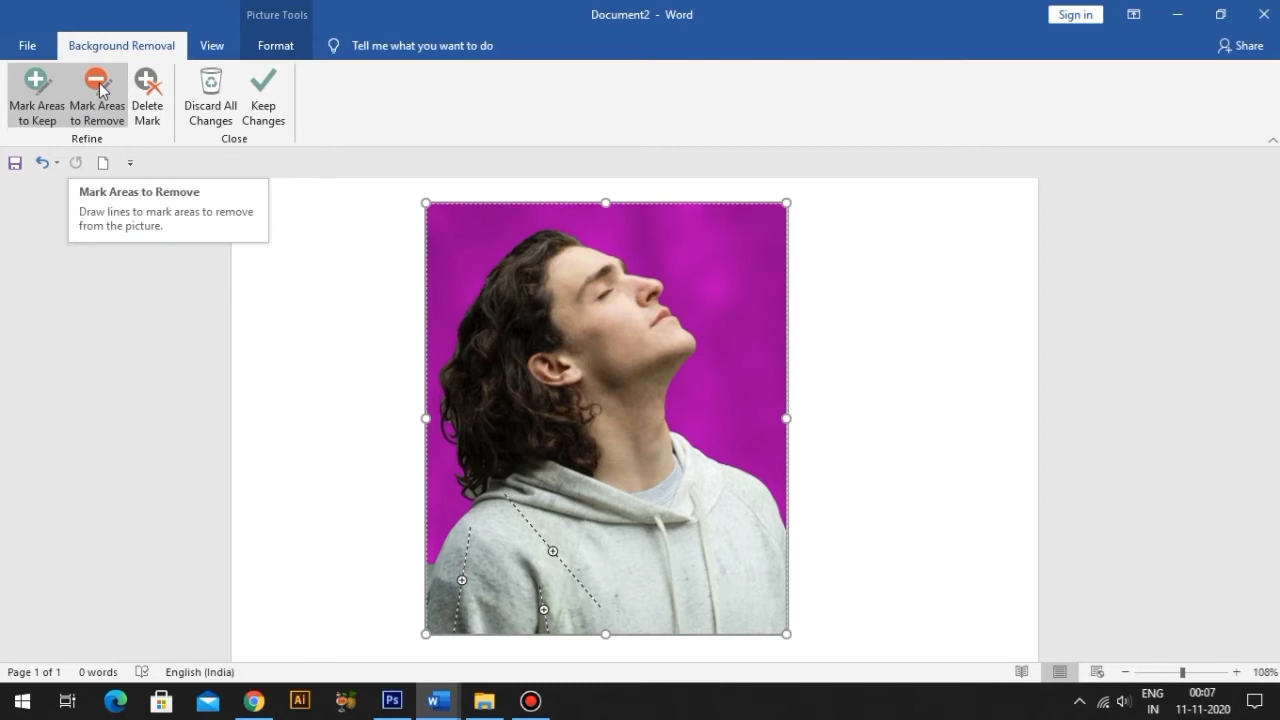 Picture Tools
Document2 - Word
Sign in
File
Background Removal
View
Format
Tell me what you want to do
Share
Mark Areas to Keep
Mark Areas to Remove
Delete Mark
Discard All Changes
Keep Changes
Refine
Close
Mark Areas to Remove
Draw lines to mark areas to remove
from the picture.
Page 1 of 1
0 words
English (India)
108%
Ai
Ps
W
ENG
IN
00:07
11-11-2020